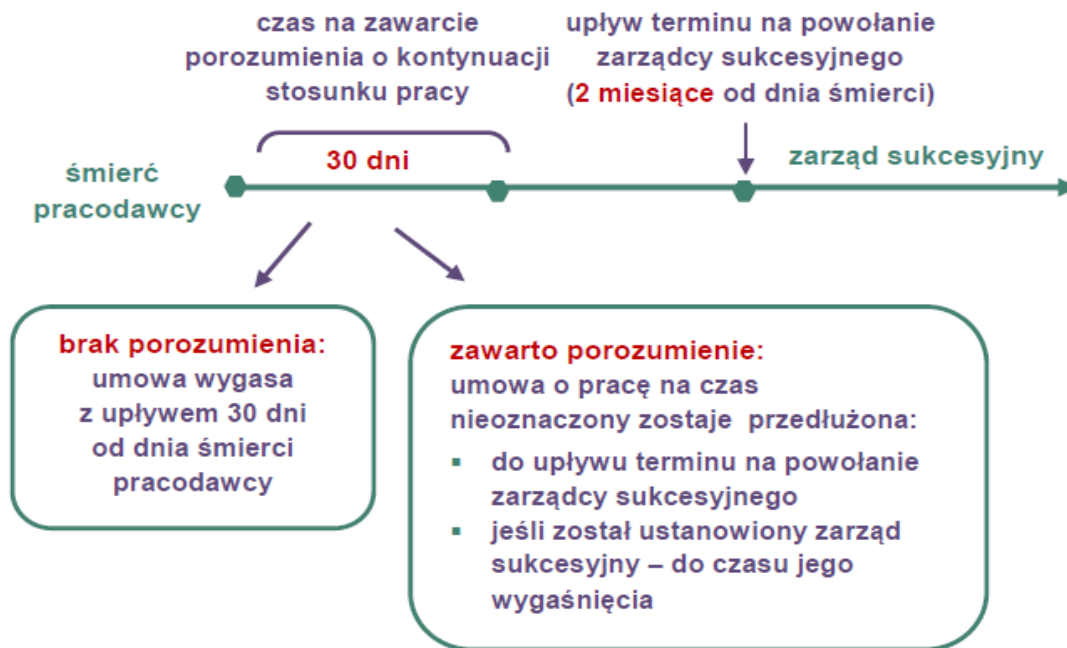 czas na zawarcie
porozumienia o kontynuacji
stosunku pracy
upływ terminu na powołanie
zarządcy sukcesyjnego
(2 miesiące od dnia śmierci)
śmierć
pracodawcy
30 dni
zarząd sukcesyjny
brak porozumienia:
umowa wygasa
z upływem 30 dni
od dnia śmierci
pracodawcy
zawarto porozumienie:
umowa o pracę na czas
nieoznaczony zostaje przedłużona:
▪ do upływu terminu na powołanie
zarządcy sukcesyjnego
▪ jeśli został ustanowiony zarząd
sukcesyjny – do czasu jego
wygaśnięcia